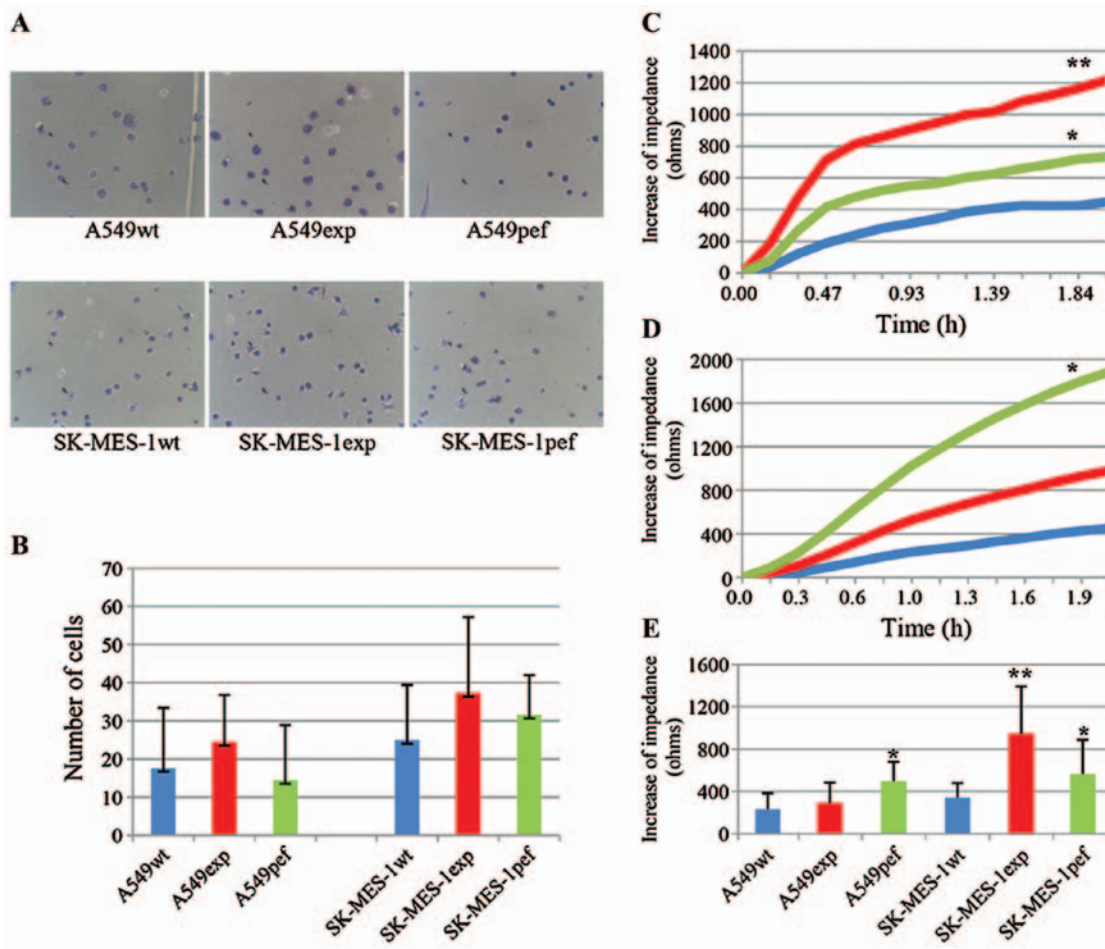 A
A549wt A549exp A549pef
SK-MES-1wt SK-MES-1exp SK-MES-1pef
B
Number of cells
70
60
50
40
30
20
10
0
A549wt
A549exp
A549pef
SK-MES-1wt
SK-MES-1exp
SK-MES-1pef
C
Increase of impedance
(ohms)
1400
1200
1000
800
600
400
200
0
**
*
0.00 0.47 0.93 1.39 1.84
Time (h)
D
Increase of impedance
(ohms)
2000
1600
1200
800
400
0
*
0.0 0.3 0.6 1.0 1.3 1.6 1.9
Time (h)
E
Increase of impedance
(ohms)
1600
1200
800
400
0
*
**
*
A549wt
A549exp
A549pef
SK-MES-1wt
SK-MES-1exp
SK-MES-1pef